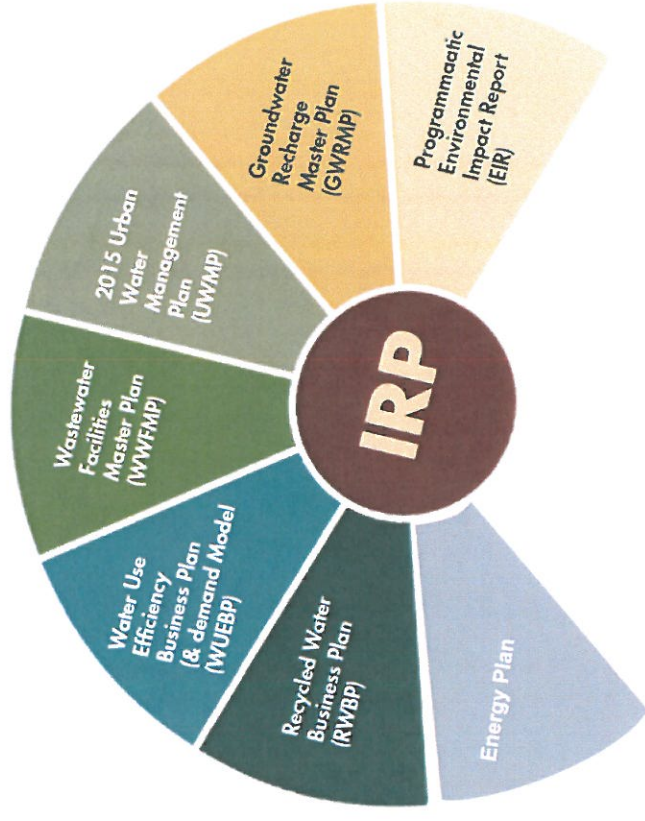 Energy Plan
Recycled Water
Business Plan
(RWBP)
Water Use
Efficiency
Business Plan
(& demand Model
(WUEBP)
Wastewater
Facilities
Master Plan
(WWFMP)
2015 Urban
Water
Management
Plan
(UWMP)
Groundwater
Recharge
Master Plan
(GWRMP)
Programmaatic
Environmental
Impact Report
(EIR)
IRP